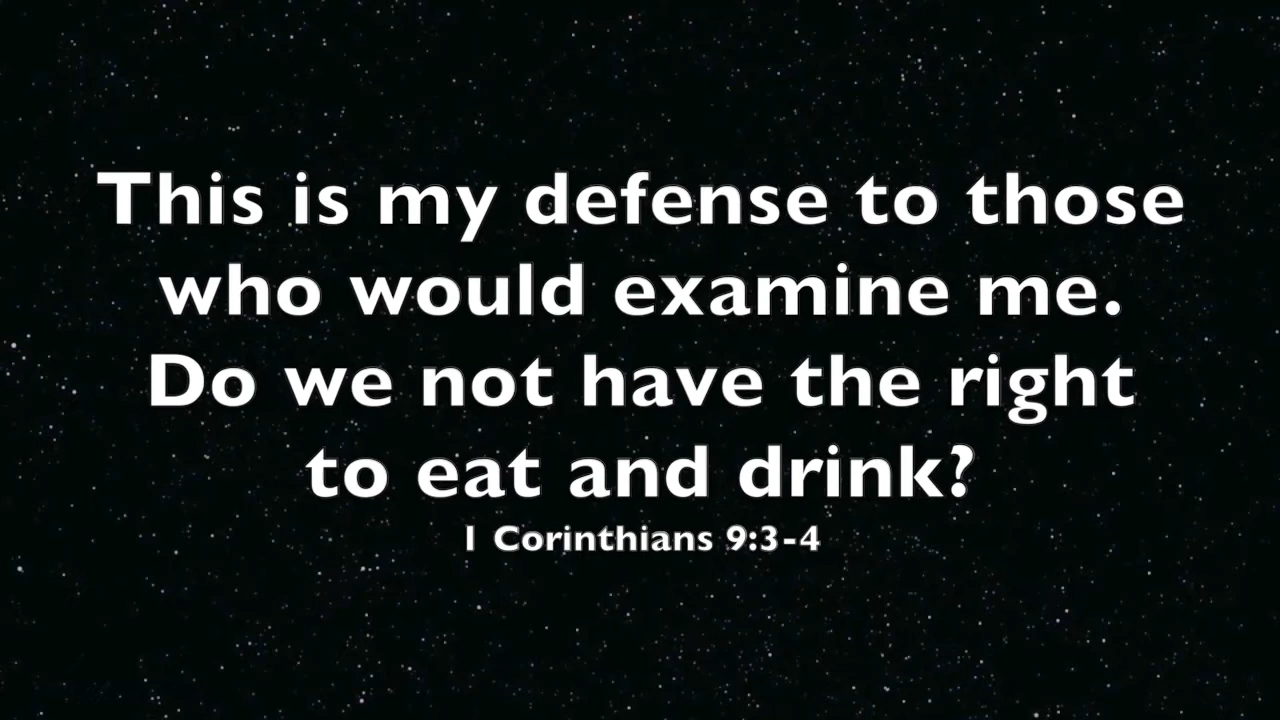 This is my defense to those
who would examine me.
Do we not have the right
to eat and drink?
1 Corinthians 9:3-4